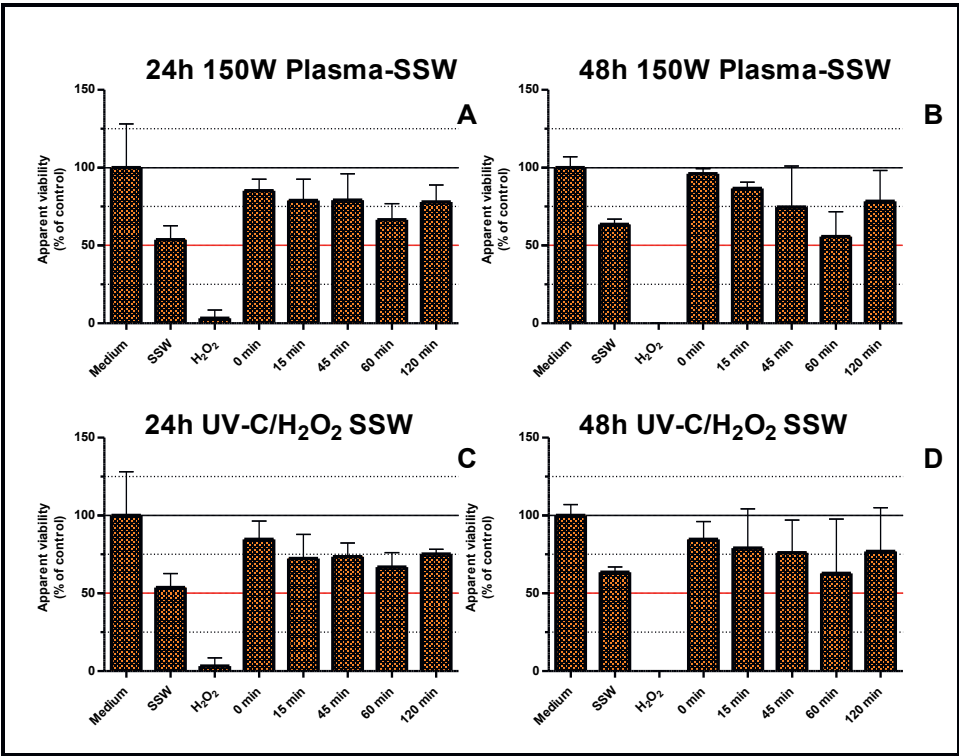 24h 150W Plasma-SSW
A
Apparent viability
(% of control)
150
100
50
0
Medium
SSW
H₂O₂
0 min
15 min
45 min
60 min
120 min
48h 150W Plasma-SSW
B
Apparent viability
(% of control)
150
100
50
0
Medium
SSW
H₂O₂
0 min
15 min
45 min
60 min
120 min
24h UV-C/H₂O₂ SSW
C
Apparent viability
(% of control)
150
100
50
0
Medium
SSW
H₂O₂
0 min
15 min
45 min
60 min
120 min
48h UV-C/H₂O₂ SSW
D
Apparent viability
(% of control)
150
100
50
0
Medium
SSW
H₂O₂
0 min
15 min
45 min
60 min
120 min